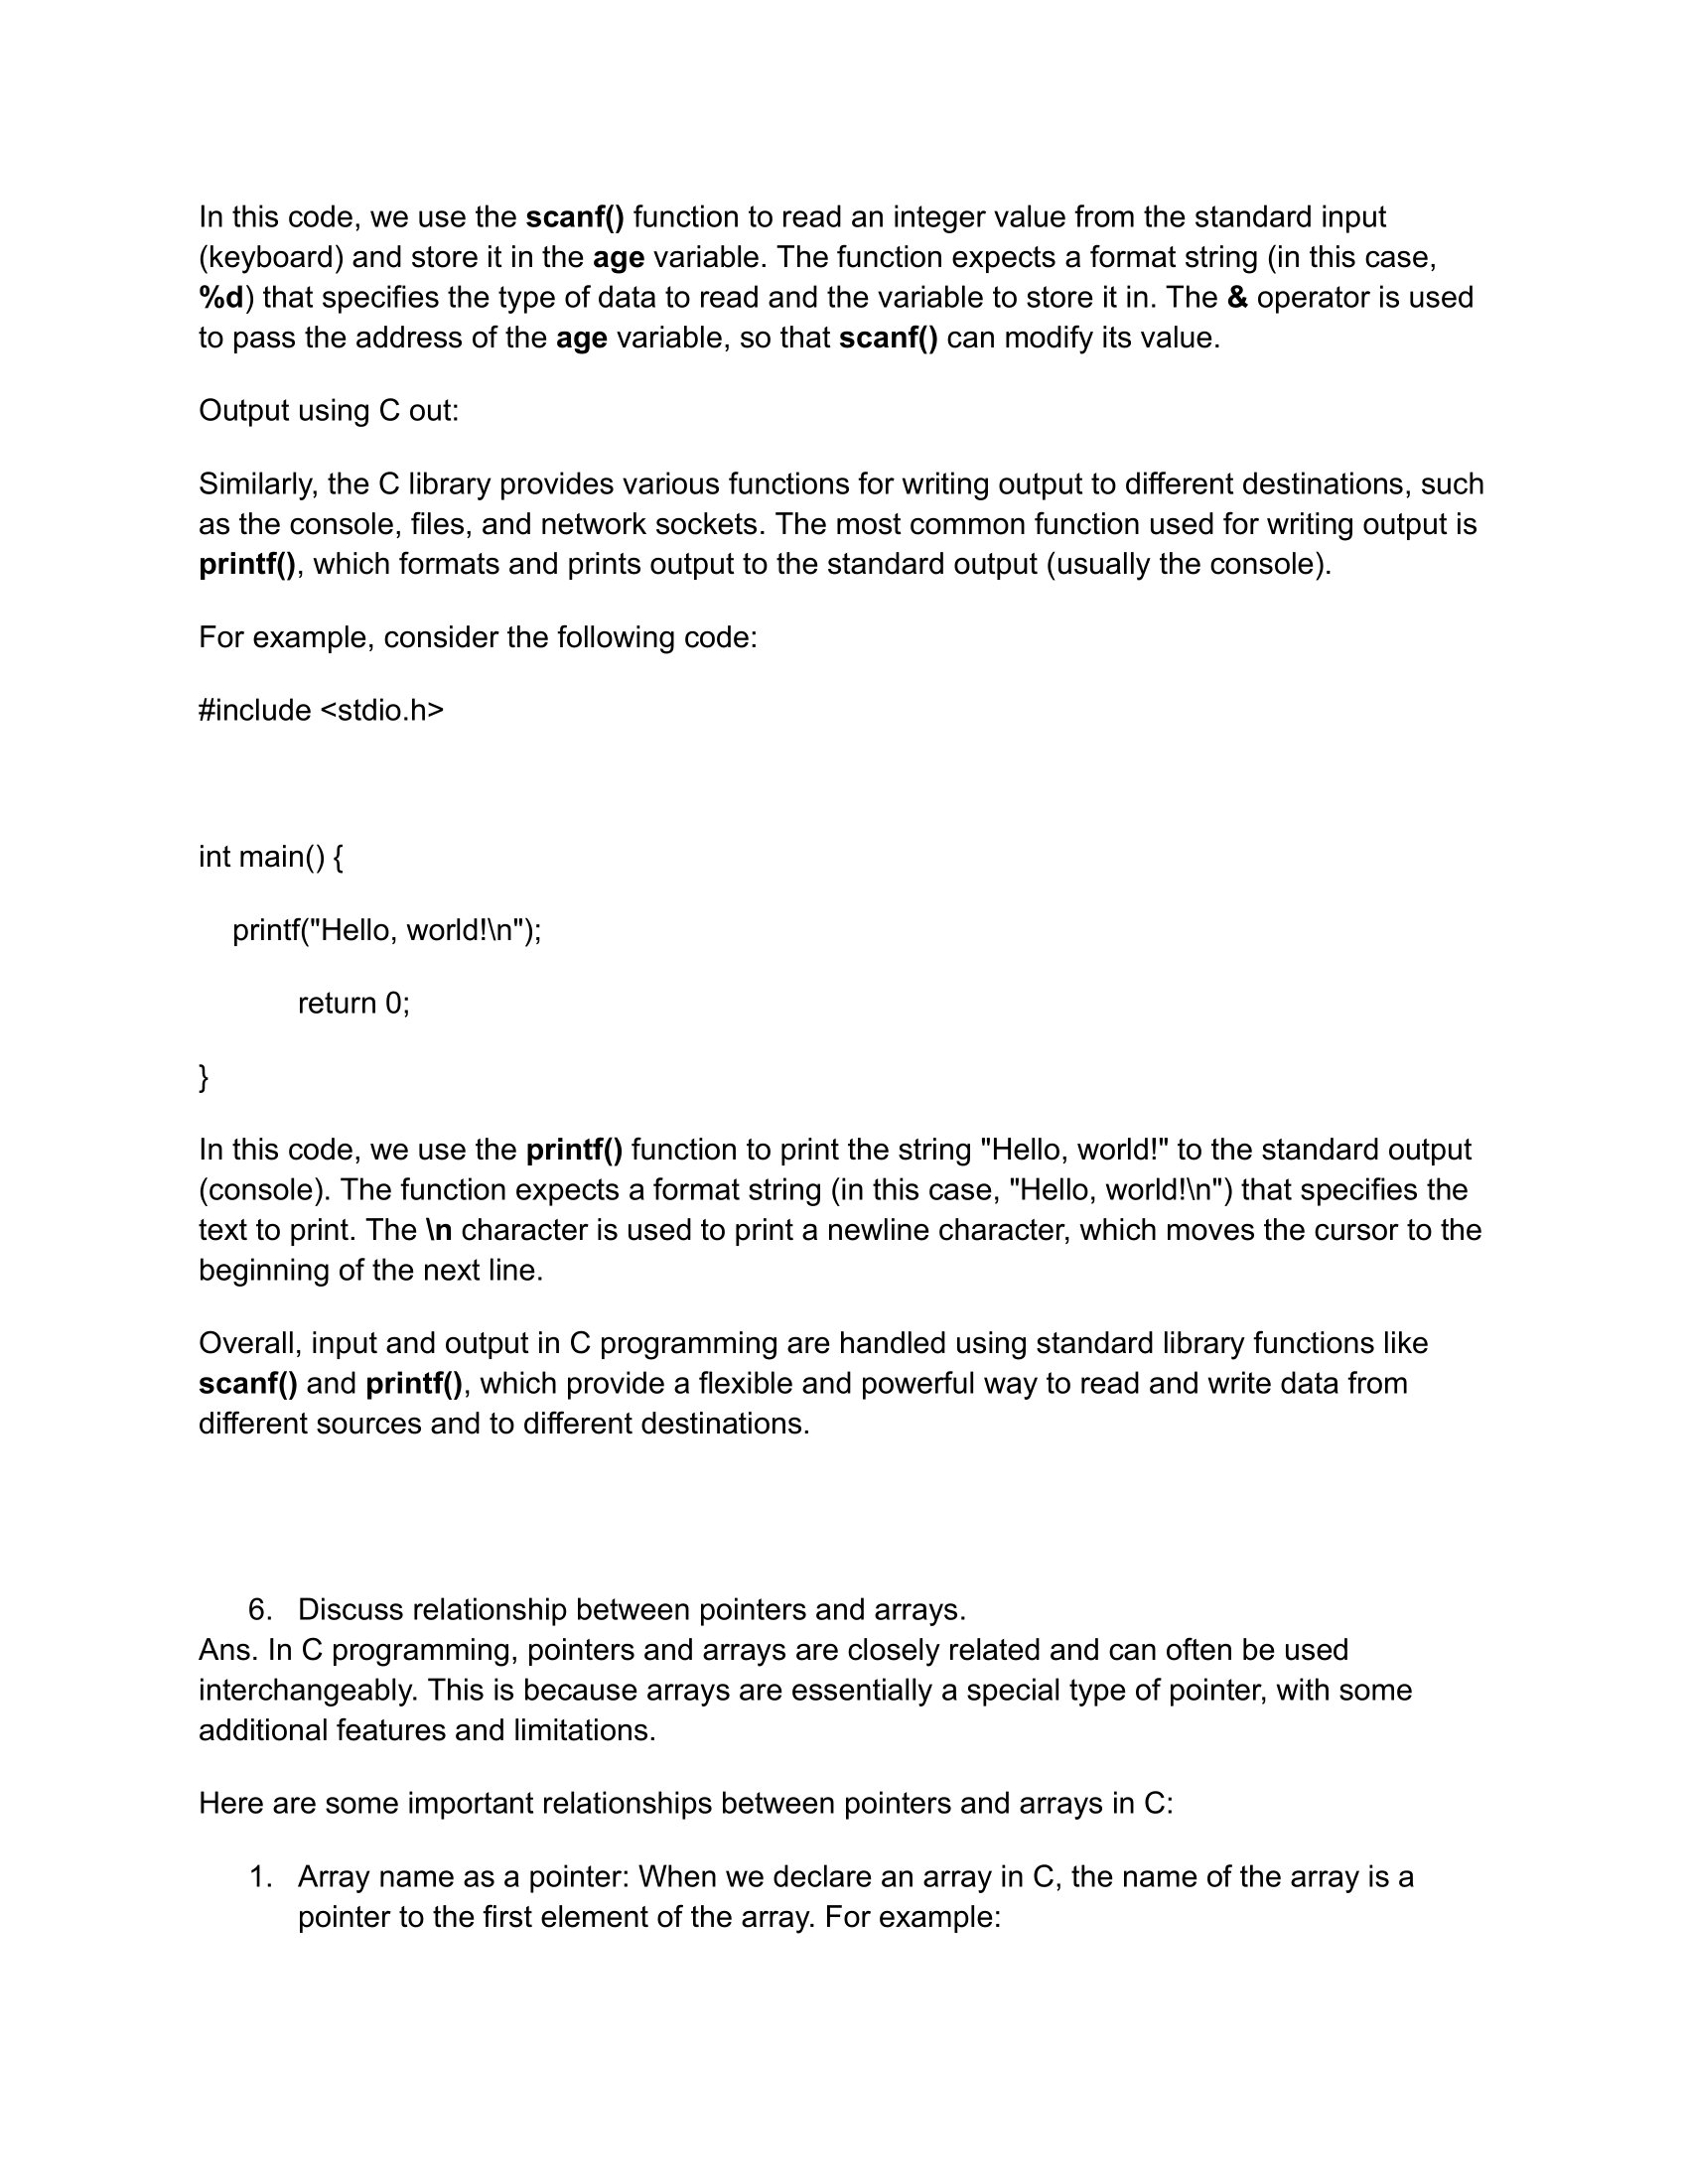 In this code, we use the scanf() function to read an integer value from the standard input
(keyboard) and store it in the age variable. The function expects a format string (in this case,
%d) that specifies the type of data to read and the variable to store it in. The & operator is used
to pass the address of the age variable, so that scanf() can modify its value.
Output using C out:
Similarly, the C library provides various functions for writing output to different destinations, such
as the console, files, and network sockets. The most common function used for writing output is
printf(), which formats and prints output to the standard output (usually the console).
For example, consider the following code:
#include <stdio.h>
int main() {
printf("Hello, world!\n");
return 0;
}
In this code, we use the printf() function to print the string "Hello, world!" to the standard output
(console). The function expects a format string (in this case, "Hello, world!\n") that specifies the
text to print. The \n character is used to print a newline character, which moves the cursor to the
beginning of the next line.
Overall, input and output in C programming are handled using standard library functions like
scanf() and printf(), which provide a flexible and powerful way to read and write data from
different sources and to different destinations.
6. Discuss relationship between pointers and arrays.
Ans. In C programming, pointers and arrays are closely related and can often be used
interchangeably. This is because arrays are essentially a special type of pointer, with some
additional features and limitations.
Here are some important relationships between pointers and arrays in C:
1. Array name as a pointer: When we declare an array in C, the name of the array is a
pointer to the first element of the array. For example: